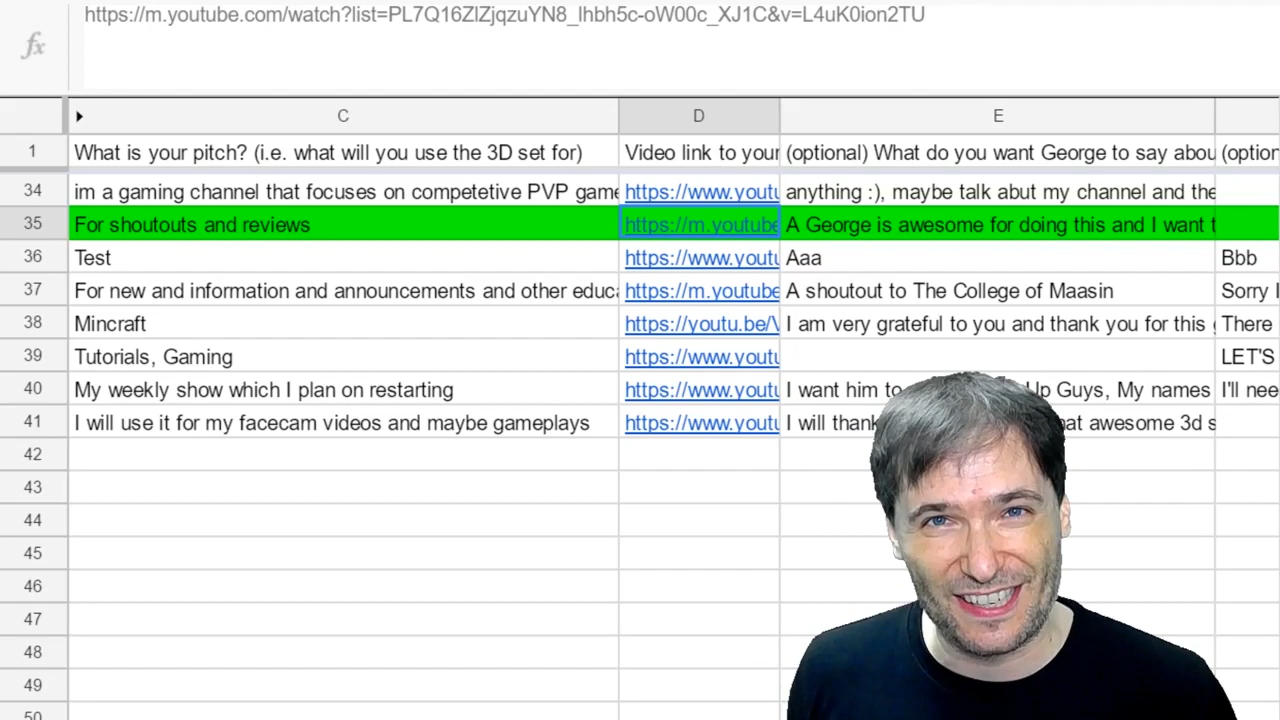 https://m.youtube.com/watch?list=PL7Q16ZlZjqzuYN8_lhbh5c-oW00c_XJ1C&v=L4uK0ion2TU
fx
C D E
1 What is your pitch? (i.e. what will you use the 3D set for) Video link to your (optional) What do you want George to say abou (option
34 im a gaming channel that focuses on competetive PVP game https://www.youtu anything :), maybe talk abut my channel and the
35 For shoutouts and reviews https://m.youtube A George is awesome for doing this and I want t
36 Test https://www.youtu Aaa Bbb
37 For new and information and announcements and other educa https://m.youtube A shoutout to The College of Maasin Sorry I
38 Mincraft https://youtu.be/V I am very grateful to you and thank you for this There
39 Tutorials, Gaming https://www.youtu LET'S
40 My weekly show which I plan on restarting https://www.youtu I want him to Up Guys, My names I'll nee
41 I will use it for my facecam videos and maybe gameplays https://www.youtu I will thank at awesome 3d s
42
43
44
45
46
47
48
49
50